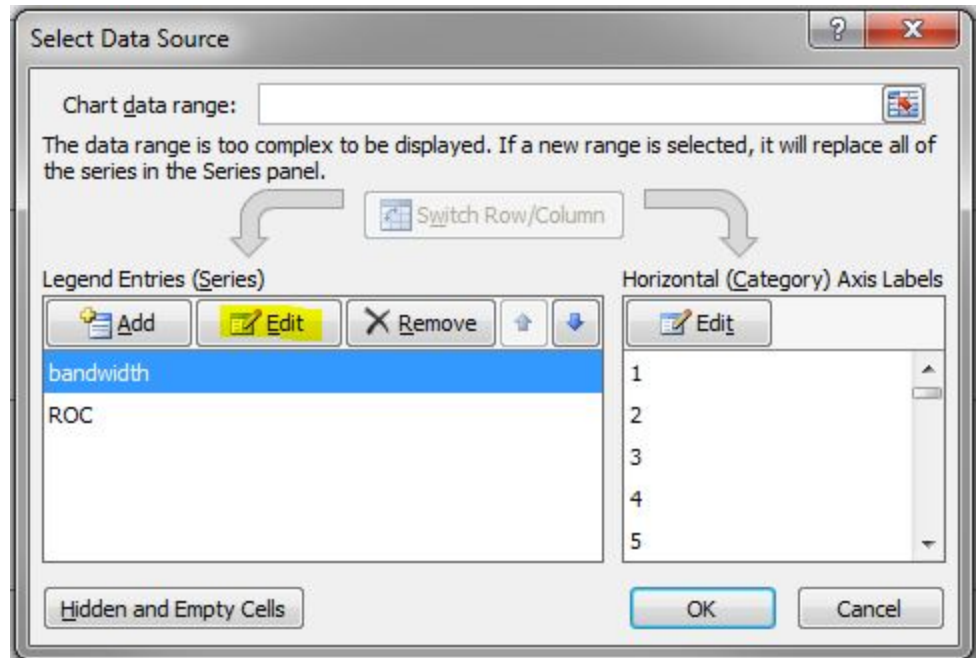 Select Data Source
Chart data range:
The data range is too complex to be displayed. If a new range is selected, it will replace all of
the series in the Series panel.
Switch Row/Column
Legend Entries (Series)
Horizontal (Category) Axis Labels
Add Edit Remove
Edit
bandwidth
ROC
1
2
3
4
5
Hidden and Empty Cells
OK Cancel